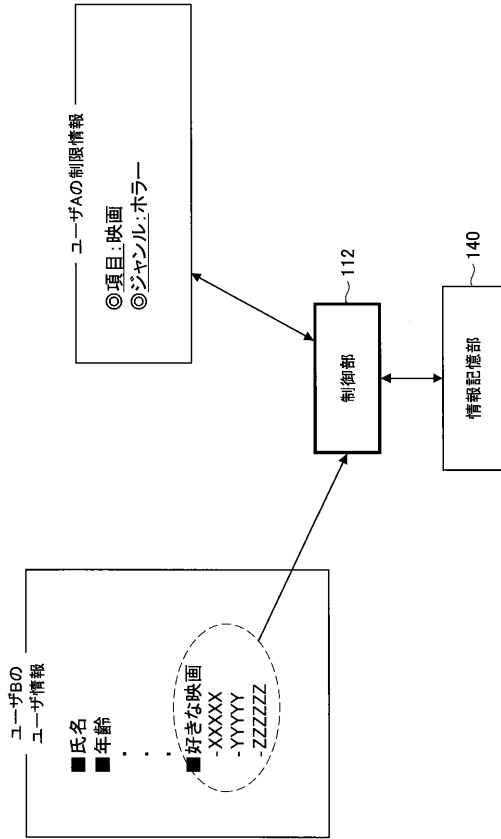 ユーザBの
ユーザ情報
■氏名
■年齢
・・・
■好きな映画
-XXXXX
-YYYYY
-ZZZZZZ
ユーザAの制限情報
◎項目:映画
◎ジャンル:ホラー
制御部
112
情報記憶部
140